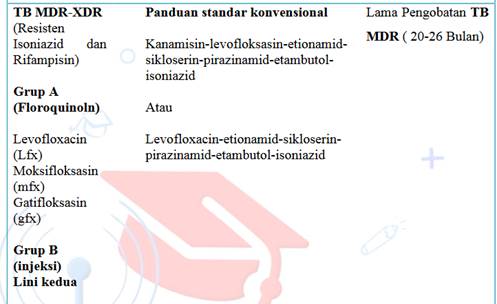 TB MDR-XDR
(Resisten
Isoniazid dan
Rifampisin)
Grup A
(Floroquinoln)
Levofloxacin
(Lfx)
Moksifloksasin
(mfx)
Gatifloksasin
(gfx)
Grup B
(injeksi)
Lini kedua
Panduan standar konvensional
Kanamisin-levofloksasin-etionamid-
sikloserin-pirazinamid-etambutol-
isoniazid
Atau
Levofloxacin-etionamid-sikloserin-
pirazinamid-etambutol-isoniazid
Lama Pengobatan TB
MDR ( 20-26 Bulan)